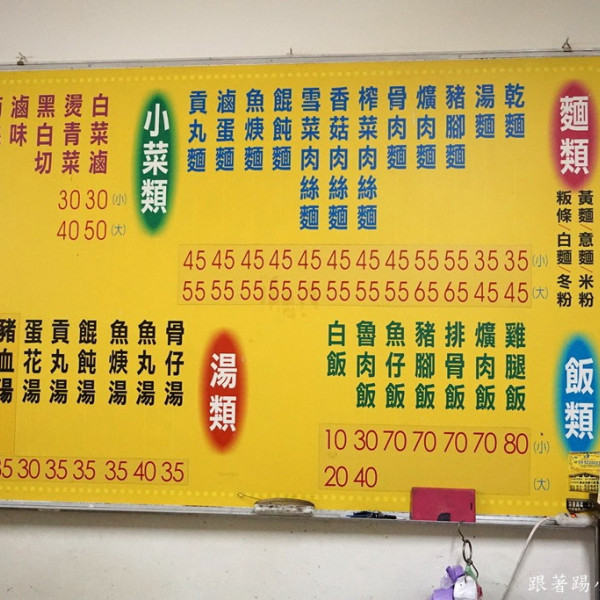 麵類
黃麵/意麵/米粉
粄條/白麵/冬粉
乾麵
湯麵
豬腳麵
爌肉麵
骨肉麵
榨菜肉絲麵
香菇肉絲麵
雪菜肉絲麵
餛飩麵
魚焿麵
滷蛋麵
貢丸麵
45 45 45 45 45 45 45 45 55 55 35 35 (小)
55 55 55 55 55 55 55 55 65 65 45 45 (大)
小菜類
白菜滷
燙青菜
黑白切
滷味
30 30 (小)
40 50 (大)
飯類
雞腿飯
爌肉飯
排骨飯
豬腳飯
魚仔飯
魯肉飯
白飯
10 30 70 70 70 70 80 (小)
20 40 (大)
湯類
骨仔湯
魚丸湯
魚焿湯
餛飩湯
貢丸湯
蛋花湯
豬血湯
35 30 35 35 35 40 35
跟著踢小